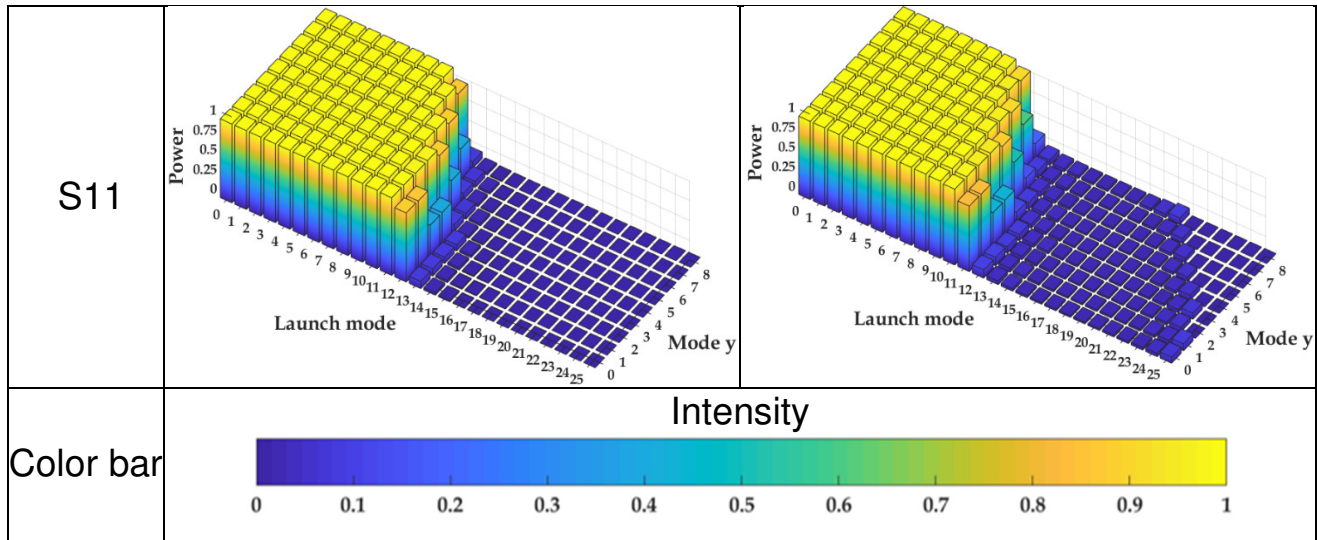 S11
Power
1
0.75
0.5
0.25
0
0 1 2 3 4 5 6 7 8 9 10 11 12 13 14 15 16 17 18 19 20 21 22 23 24 25
Launch mode
0 1 2 3 4 5 6 7 8
Mode y
Power
1
0.75
0.5
0.25
0
0 1 2 3 4 5 6 7 8 9 10 11 12 13 14 15 16 17 18 19 20 21 22 23 24 25
Launch mode
0 1 2 3 4 5 6 7 8
Mode y
Color bar
Intensity
0 0.1 0.2 0.3 0.4 0.5 0.6 0.7 0.8 0.9 1